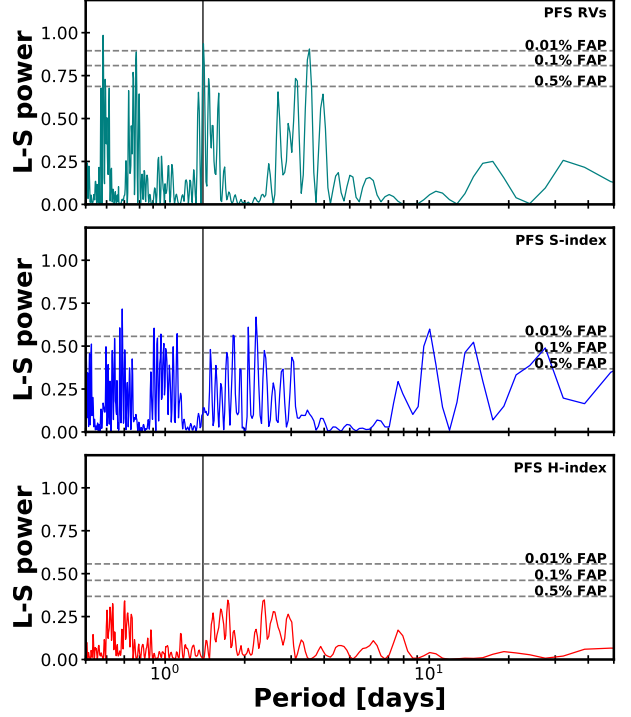 PFS RVs
1.00
0.01% FAP
0.1% FAP
0.75
0.5% FAP
0.50
0.25
0.00
L-S power
PFS S-index
1.00
0.75
0.01% FAP
0.50
0.1% FAP
0.5% FAP
0.25
0.00
L-S power
PFS H-index
1.00
0.75
0.01% FAP
0.50
0.1% FAP
0.5% FAP
0.25
0.00
L-S power
10⁰ 10¹
Period [days]